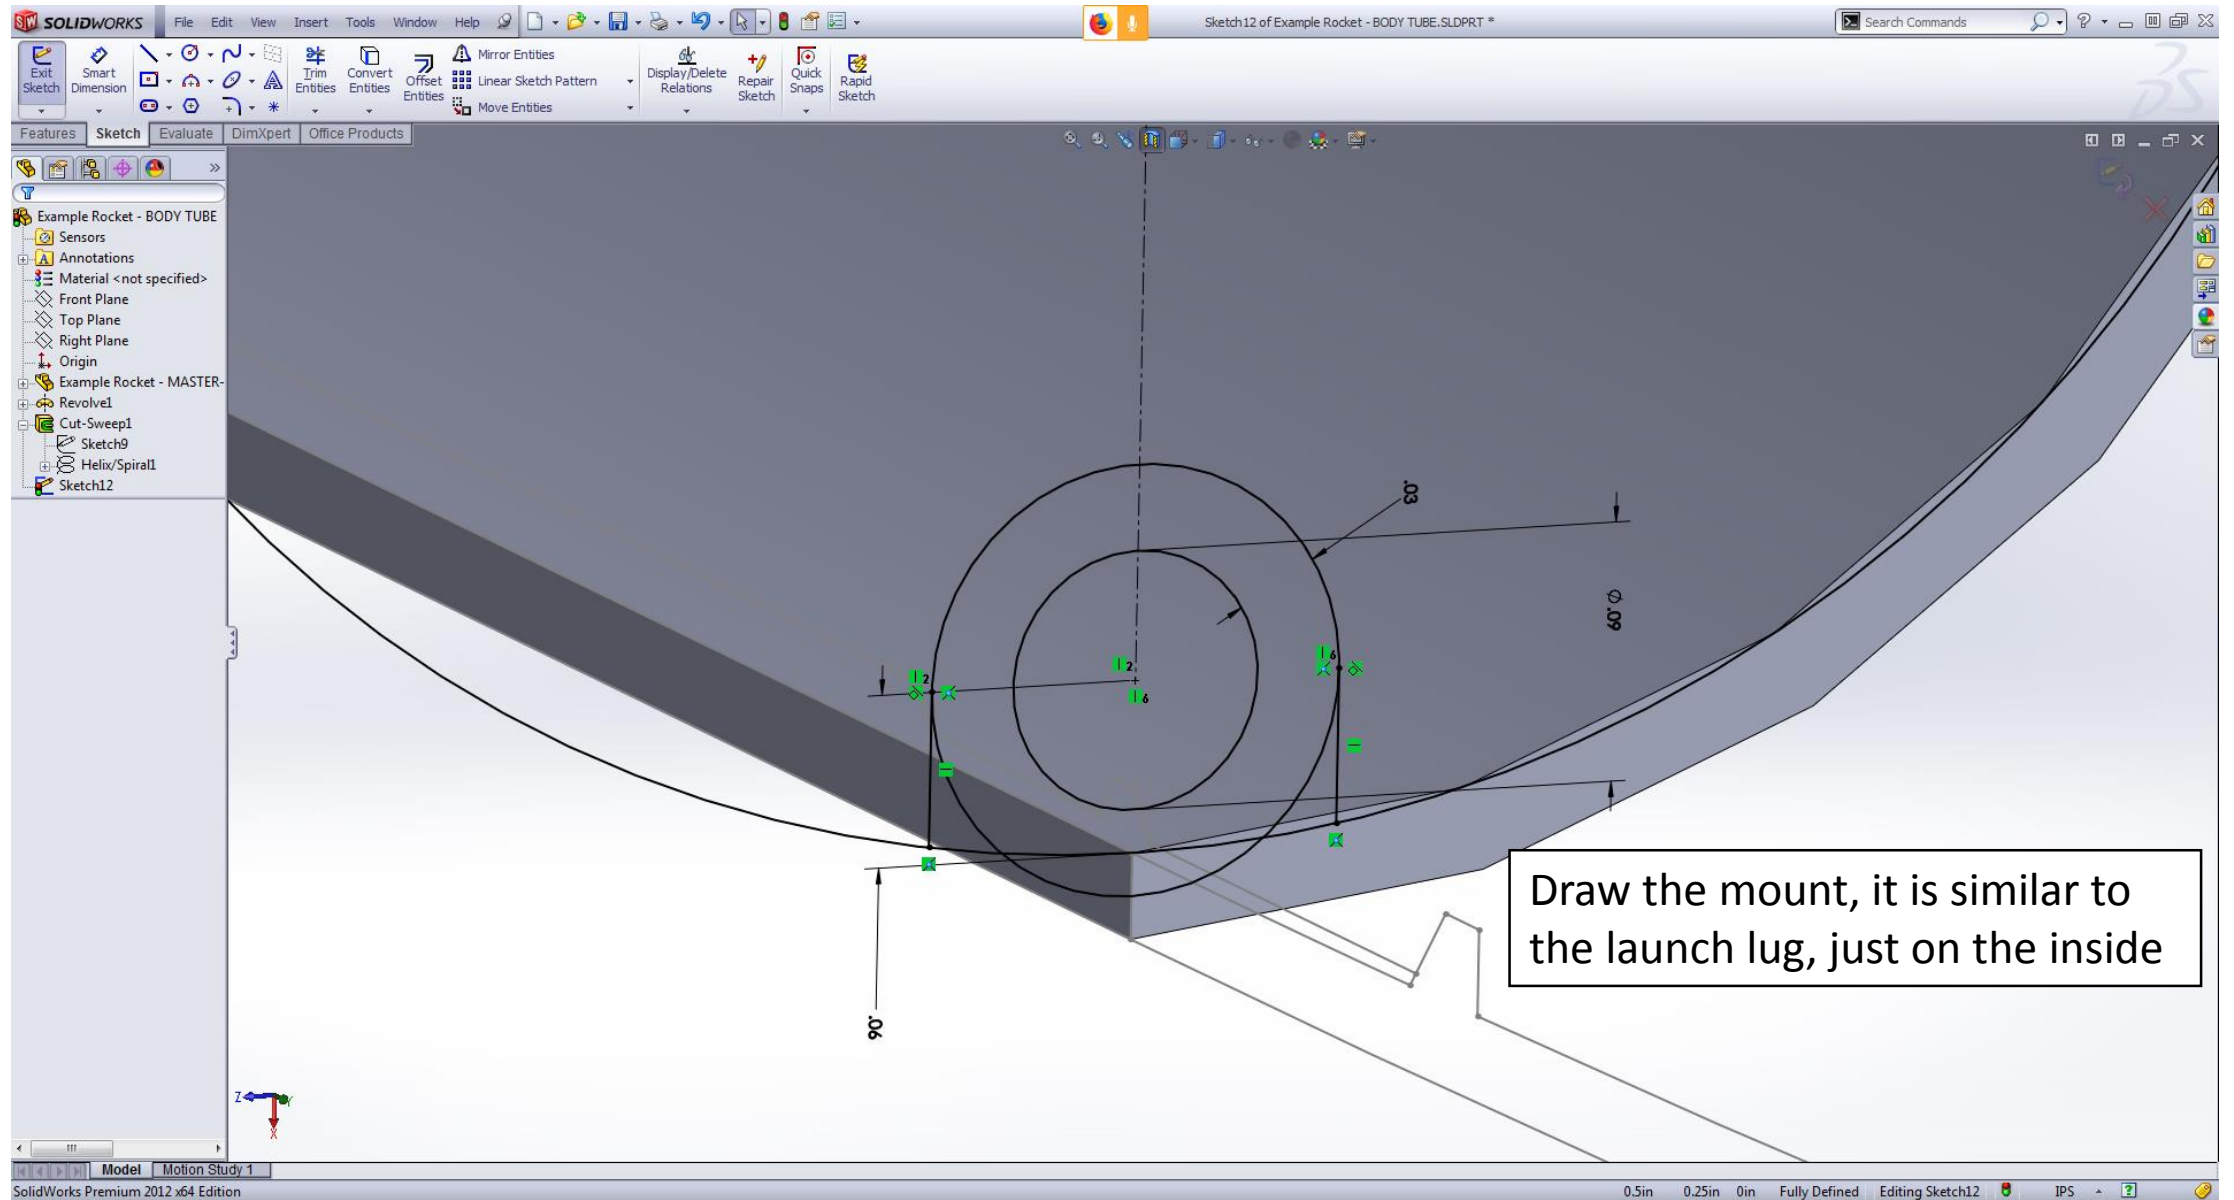 SOLIDWORKS File Edit View Insert Tools Window Help Sketch12 of Example Rocket - BODY TUBE.SLDPRT * Search Commands
Exit Sketch Smart Dimension Trim Entities Convert Entities Offset Entities Mirror Entities Display/Delete Relations Repair Sketch Quick Snaps Rapid Sketch
Linear Sketch Pattern
Move Entities
Features Sketch Evaluate DimXpert Office Products
Example Rocket - BODY TUBE
Sensors
Annotations
Material <not specified>
Front Plane
Top Plane
Right Plane
Origin
Example Rocket - MASTER-
Revolve1
Cut-Sweep1
Sketch9
Helix/Spiral1
Sketch12
.03
Ø .09
2
6
2
6
.06
Draw the mount, it is similar to
the launch lug, just on the inside
Z
Y
X
Model Motion Study 1
SolidWorks Premium 2012 x64 Edition 0.5in 0.25in 0in Fully Defined Editing Sketch12 IPS